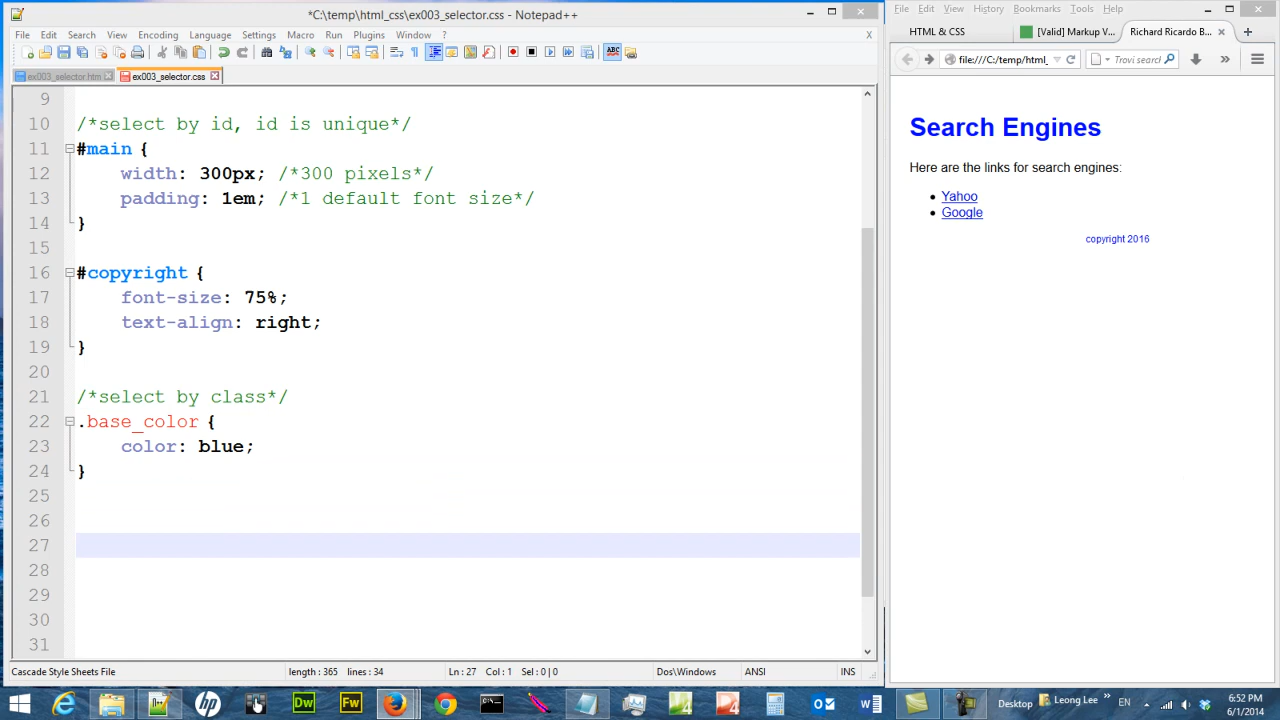 *C:\temp\html_css\ex003_selector.css - Notepad++
File Edit Search View Encoding Language Settings Macro Run Plugins Window ? X
ABC
ex003_selector.htm ex003_selector.css
9
10 /*select by id, id is unique*/
11 #main {
12 width: 300px; /*300 pixels*/
13 padding: 1em; /*1 default font size*/
14 }
15
16 #copyright {
17 font-size: 75%;
18 text-align: right;
19 }
20
21 /*select by class*/
22 .base_color {
23 color: blue;
24 }
25
26
27
28
29
30
31
Cascade Style Sheets File length : 365 lines : 34 Ln : 27 Col : 1 Sel : 0 | 0 Dos\Windows ANSI INS
File Edit View History Bookmarks Tools Help
HTML & CSS [Valid] Markup V... Richard Ricardo B...
file:///C:/temp/html_ Trovi search
Search Engines
Here are the links for search engines:
Yahoo
Google
copyright 2016
Dw Fw Desktop Leong Lee EN 6:52 PM
6/1/2014